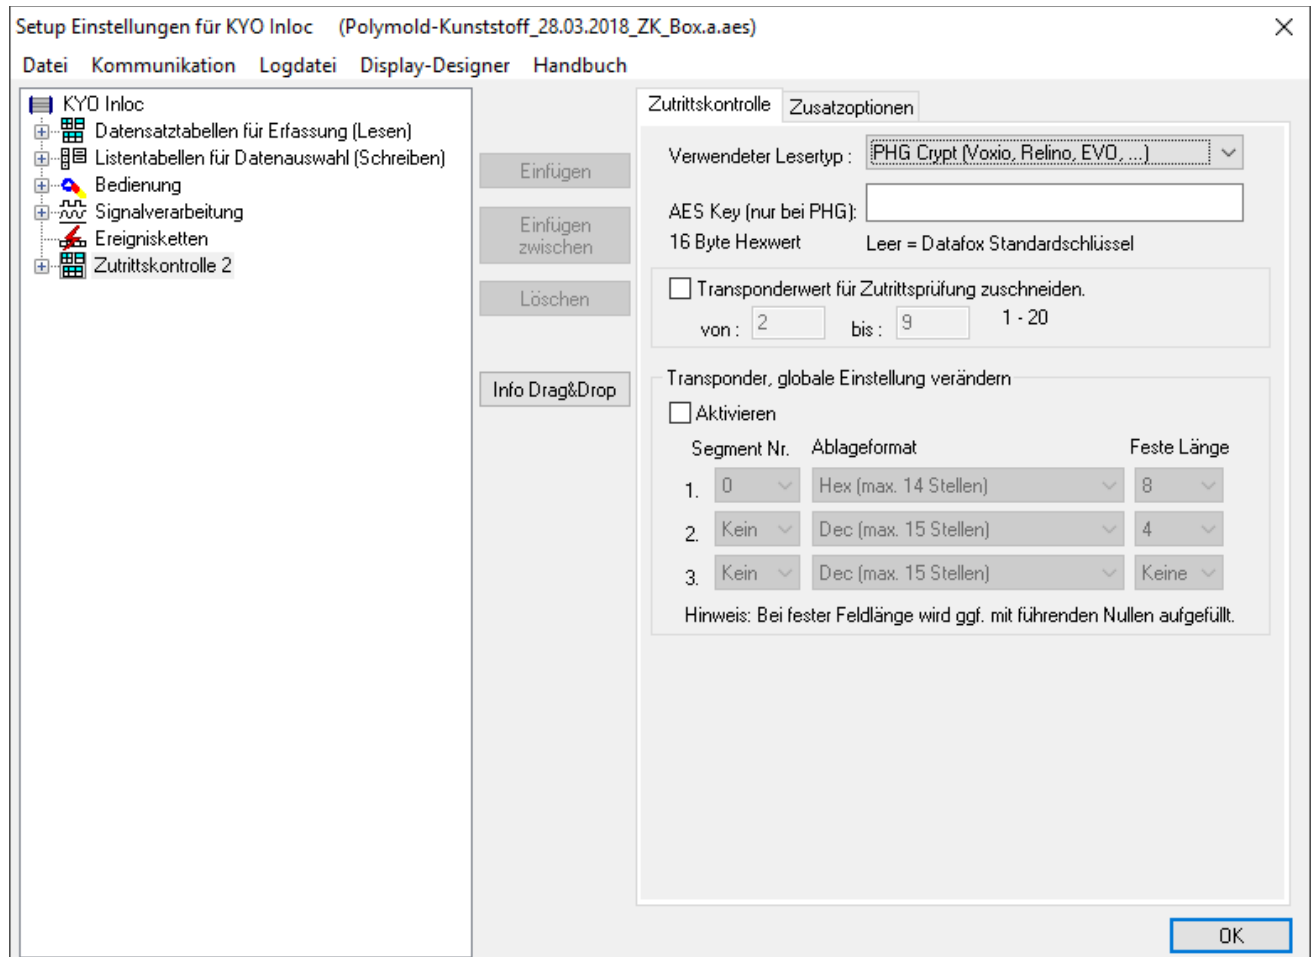 Setup Einstellungen für KYO Inloc (Polymold-Kunststoff_28.03.2018_ZK_Box.a.aes)
Datei Kommunikation Logdatei Display-Designer Handbuch
KYO Inloc
Datensatztabellen für Erfassung (Lesen)
Listentabellen für Datenauswahl (Schreiben)
Bedienung
Signalverarbeitung
Ereignisketten
Zutrittskontrolle 2
Einfügen
Einfügen
zwischen
Löschen
Info Drag&Drop
Zutrittskontrolle Zusatzoptionen
Verwendeter Lesertyp : PHG Crypt (Voxio, Relino, EVO, ...)
AES Key (nur bei PHG):
16 Byte Hexwert Leer = Datafox Standardschlüssel
Transponderwert für Zutrittsprüfung zuschneiden.
von : 2 bis : 9 1 - 20
Transponder, globale Einstellung verändern
Aktivieren
Segment Nr. Ablageformat Feste Länge
1. 0 Hex (max. 14 Stellen) 8
2. Kein Dec (max. 15 Stellen) 4
3. Kein Dec (max. 15 Stellen) Keine
Hinweis: Bei fester Feldlänge wird ggf. mit führenden Nullen aufgefüllt.
OK